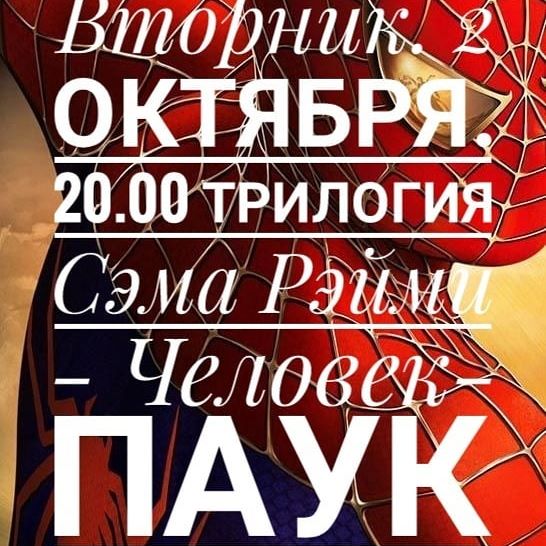 Вторник. 2
ОКТЯБРЯ.
20.00 ТРИЛОГИЯ
Сэма Рэйми
- Человек-
ПАУК